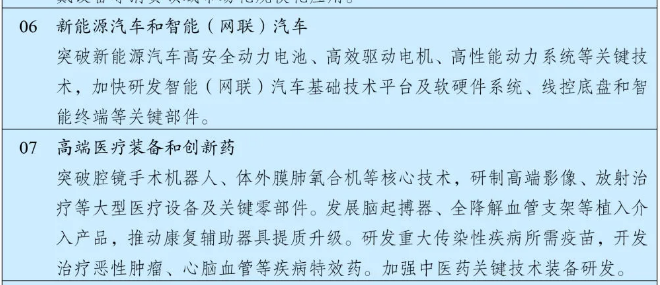 06 新能源汽车和智能（网联）汽车
突破新能源汽车高安全动力电池、高效驱动电机、高性能动力系统等关键技
术，加快研发智能（网联）汽车基础技术平台及软硬件系统、线控底盘和智
能终端等关键部件。
07 高端医疗装备和创新药
突破腔镜手术机器人、体外膜肺氧合机等核心技术，研制高端影像、放射治
疗等大型医疗设备及关键零部件。发展脑起搏器、全降解血管支架等植入介
入产品，推动康复辅助器具提质升级。研发重大传染性疾病所需疫苗，开发
治疗恶性肿瘤、心脑血管等疾病特效药。加强中医药关键技术装备研发。